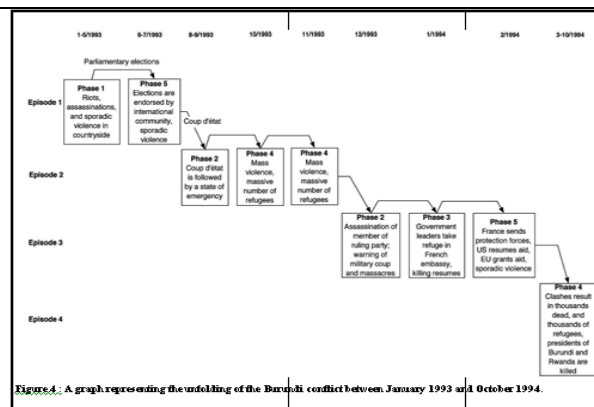 1-5/1993 6-7/1993 8-9/1993 10/1993 11/1993 12/1993 1/1994 2/1994 3-10/1994
Parliamentary elections
Episode 1
Phase 1
Riots,
assassinations,
and sporadic
violence in
countryside
Phase 5
Elections are
endorsed by
international
community,
sporadic
violence
Coup d'état
Episode 2
Phase 2
Coup d'état
is followed
by a state of
emergency
Phase 4
Mass
violence,
massive
number of
refugees
Phase 4
Mass
violence,
massive
number of
refugees
Episode 3
Phase 2
Assassination of
member of
ruling party;
warning of
military coup
and massacres
Phase 3
Government
leaders take
refuge in
French
embassy,
killing resumes
Phase 5
France sends
protection forces,
US resumes aid,
EU grants aid,
sporadic violence
Episode 4
Phase 4
Clashes result
in thousands
dead, and
thousands of
refugees,
presidents of
Burundi and
Rwanda are
killed
Figure 4 : A graph representing the unfolding of the Burundi conflict between January 1993 and October 1994.